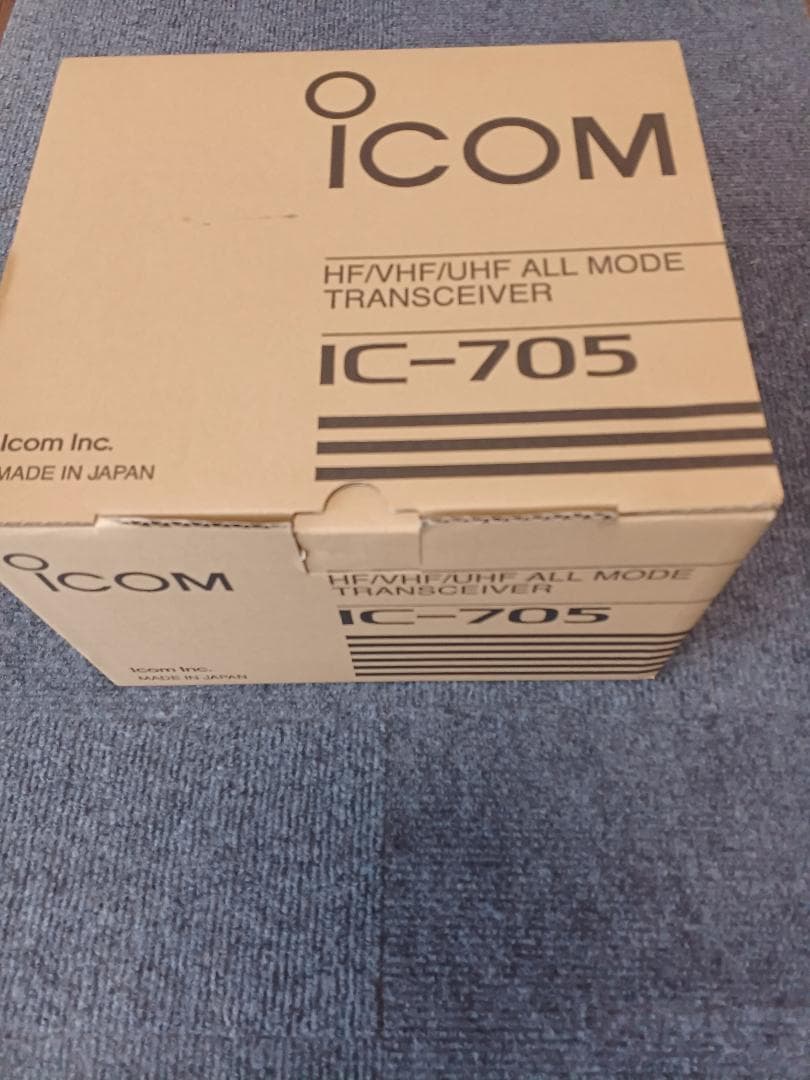 ICOM
HF/VHF/UHF ALL MODE
TRANSCEIVER
IC-705
Icom Inc.
MADE IN JAPAN
ICOM
HF/VHF/UHF ALL MODE
TRANSCEIVER
IC-705
Icom Inc.
MADE IN JAPAN